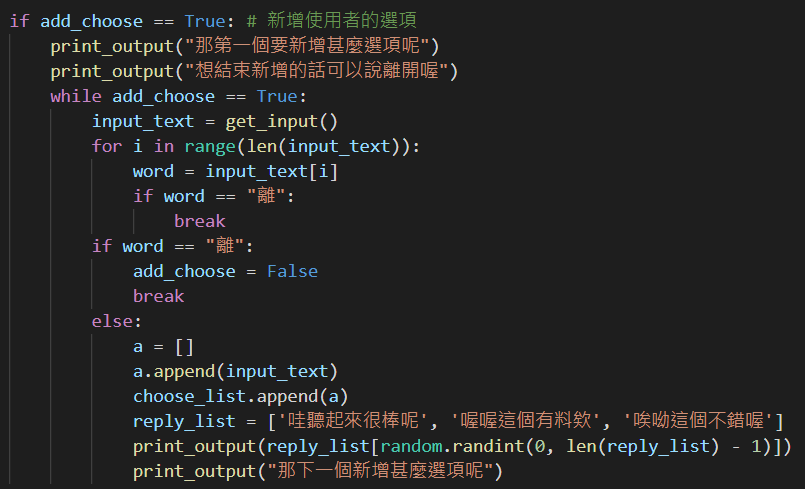 if add_choose == True: # 新增使用者的選項
    print_output("那第一個要新增甚麼選項呢")
    print_output("想結束新增的話可以說離開喔")
    while add_choose == True:
        input_text = get_input()
        for i in range(len(input_text)):
            word = input_text[i]
            if word == "離":
                break
        if word == "離":
            add_choose = False
            break
        else:
            a = []
            a.append(input_text)
            choose_list.append(a)
            reply_list = ['哇聽起來很棒呢', '喔喔這個有料欸', '唉呦這個不錯喔']
            print_output(reply_list[random.randint(0, len(reply_list) - 1)])
            print_output("那下一個新增甚麼選項呢")